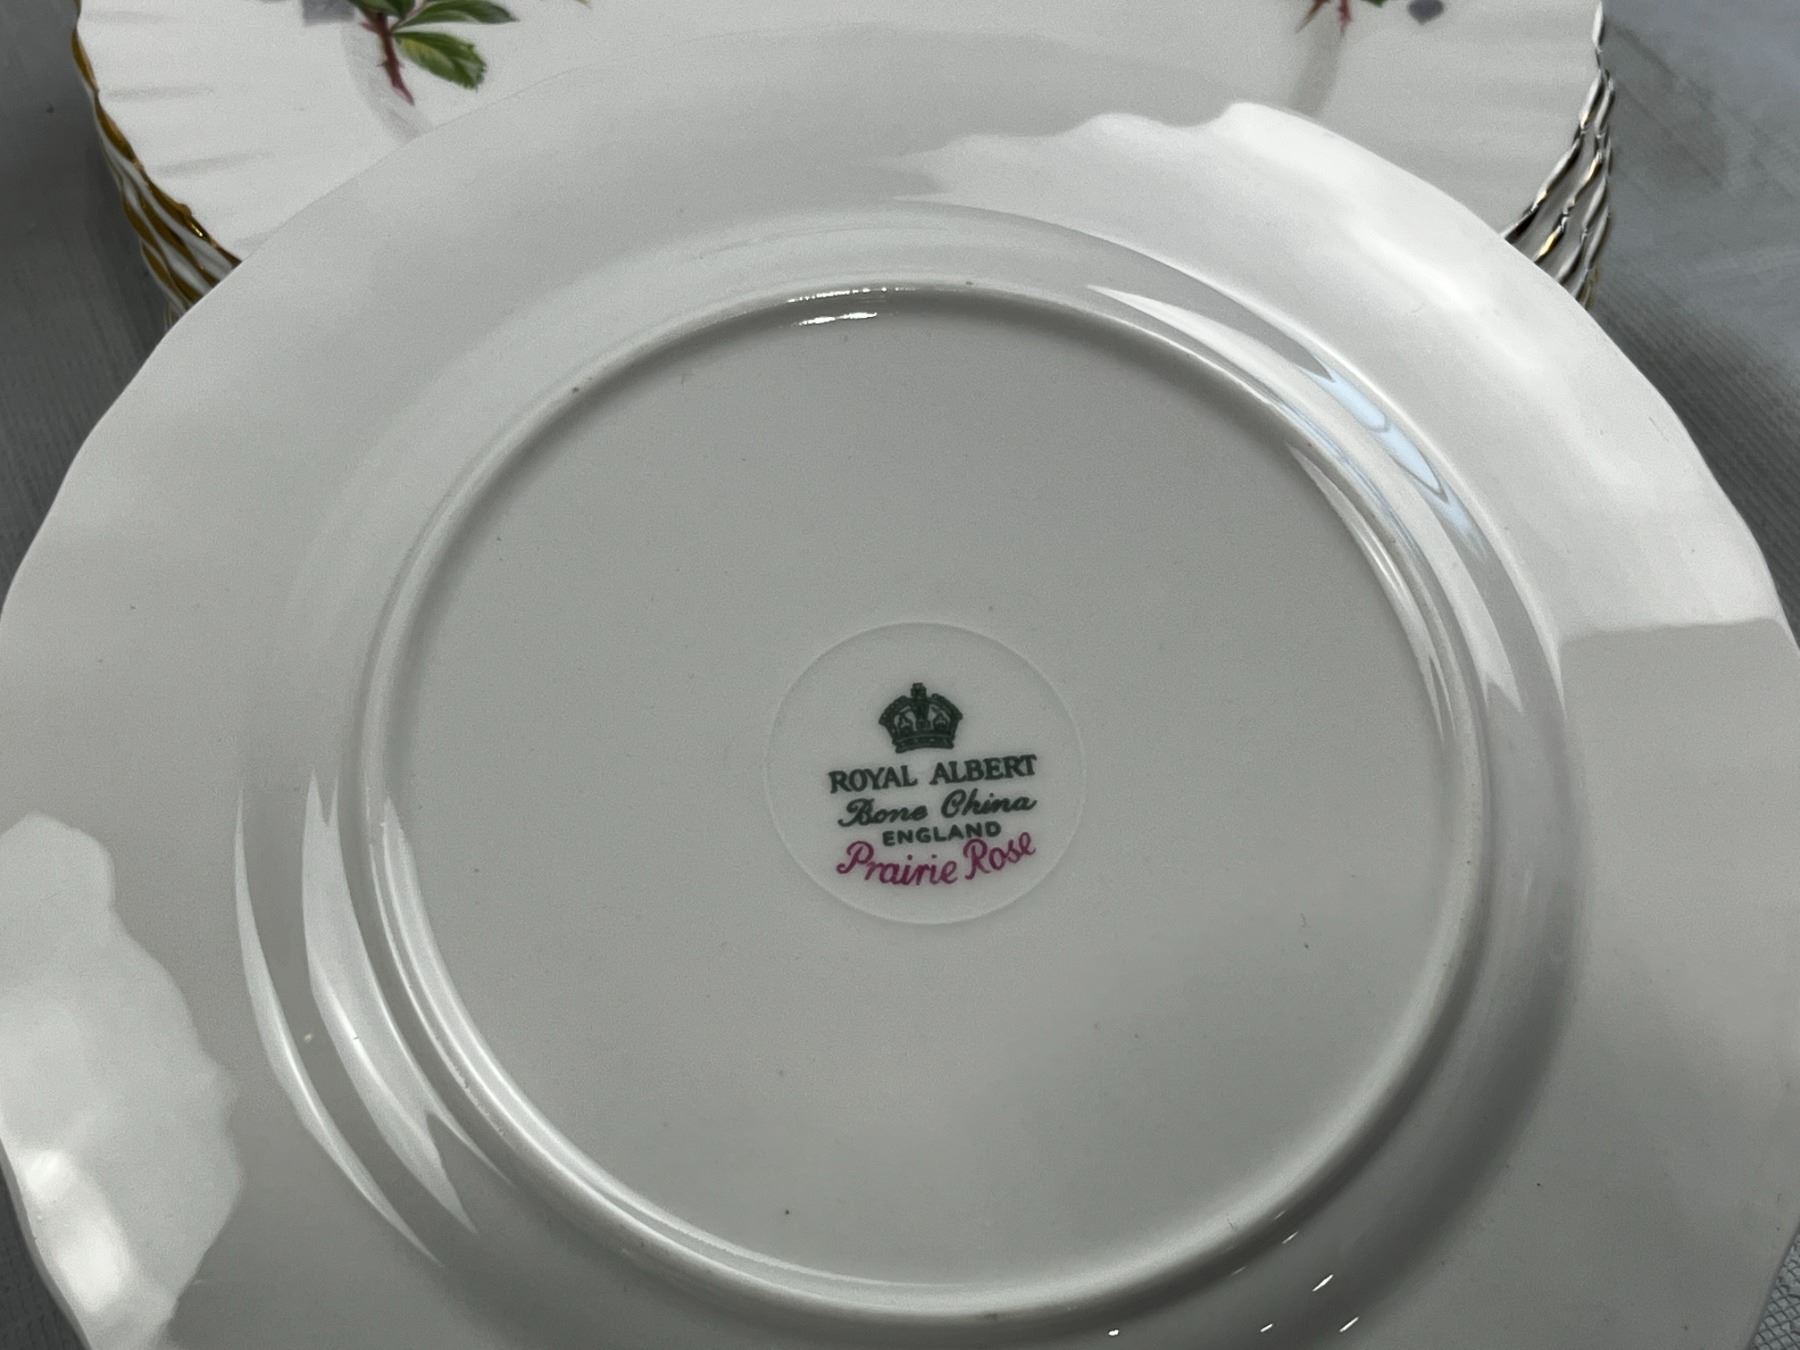 ROYAL ALBERT
Bone China
ENGLAND
Prairie Rose